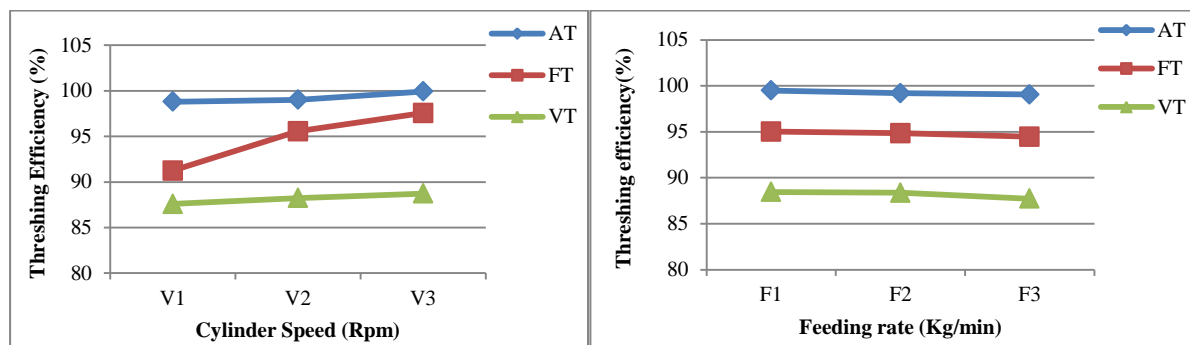 105
100
95
90
85
80
Threshing Efficiency (%)
V1 V2 V3
Cylinder Speed (Rpm)
AT
FT
VT
105
100
95
90
85
80
Threshing efficiency(%)
F1 F2 F3
Feeding rate (Kg/min)
AT
FT
VT